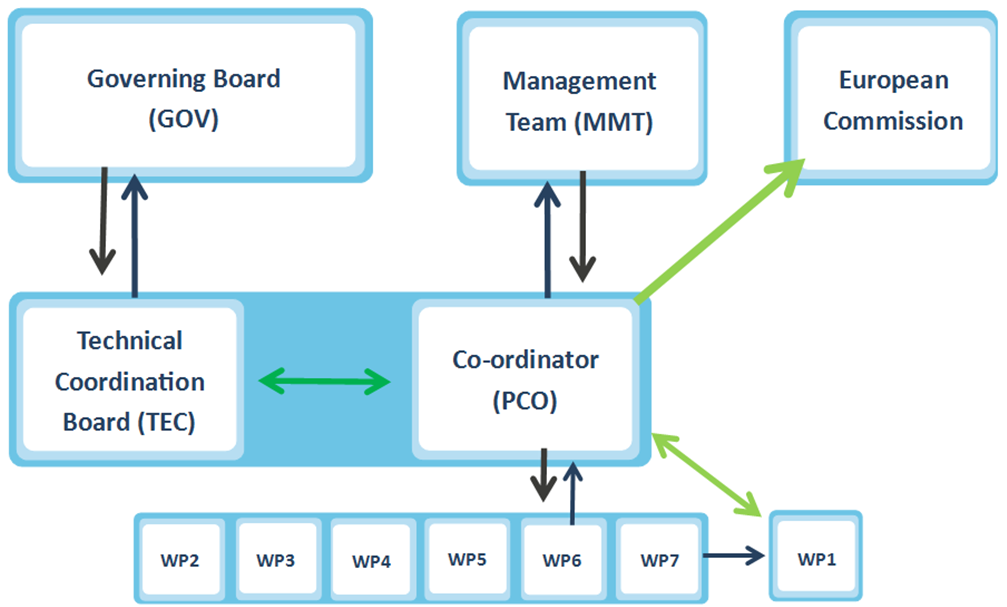 Governing Board
(GOV)
Management
Team (MMT)
European
Commission
Technical
Coordination
Board (TEC)
Co-ordinator
(PCO)
WP2
WP3
WP4
WP5
WP6
WP7
WP1